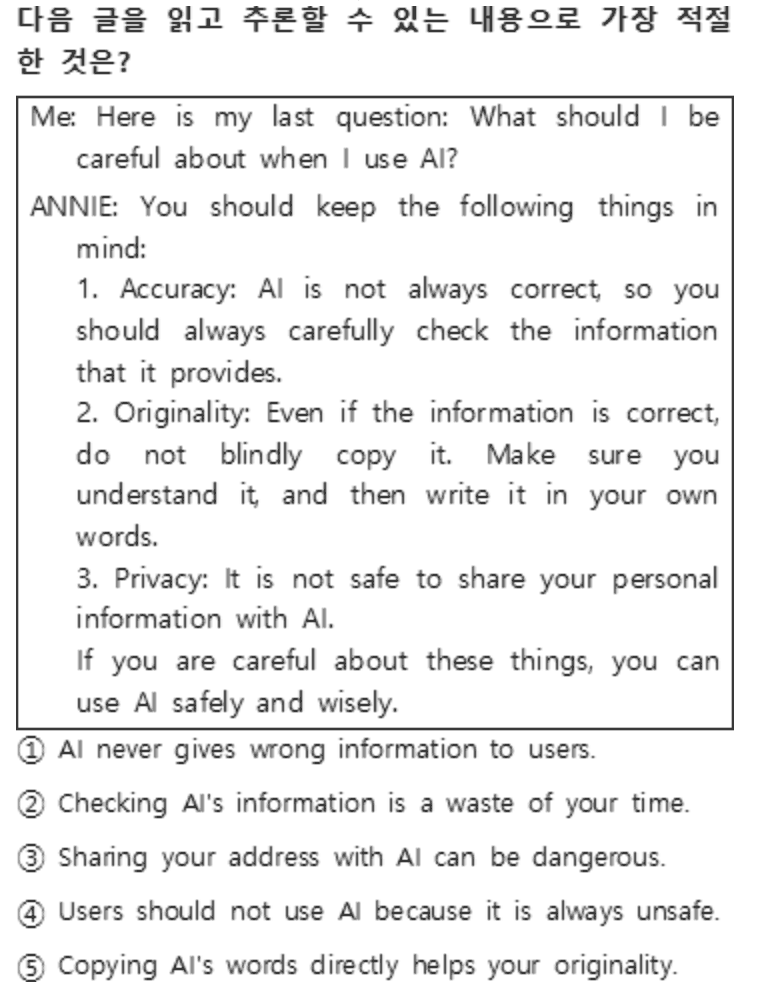 다음 글을 읽고 추론할 수 있는 내용으로 가장 적절
한 것은?
Me: Here is my last question: What should I be
careful about when I use AI?
ANNIE: You should keep the following things in
mind:
1. Accuracy: AI is not always correct, so you
should always carefully check the information
that it provides.
2. Originality: Even if the information is correct,
do not blindly copy it. Make sure you
understand it, and then write it in your own
words.
3. Privacy: It is not safe to share your personal
information with AI.
If you are careful about these things, you can
use AI safely and wisely.
① AI never gives wrong information to users.
② Checking AI's information is a waste of your time.
③ Sharing your address with AI can be dangerous.
④ Users should not use AI because it is always unsafe.
⑤ Copying AI's words directly helps your originality.